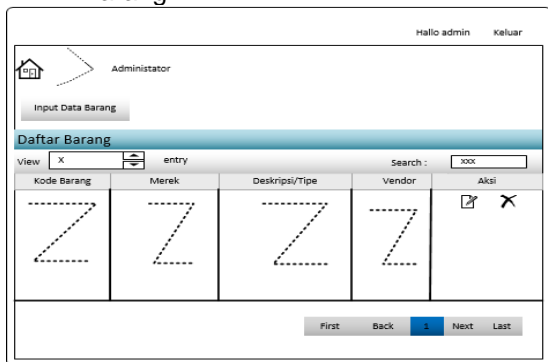 Hallo admin Keluar
Administator
Input Data Barang
Daftar Barang
View X entry Search : xxx
Kode Barang Merek Deskripsi/Tipe Vendor Aksi
First Back 1 Next Last